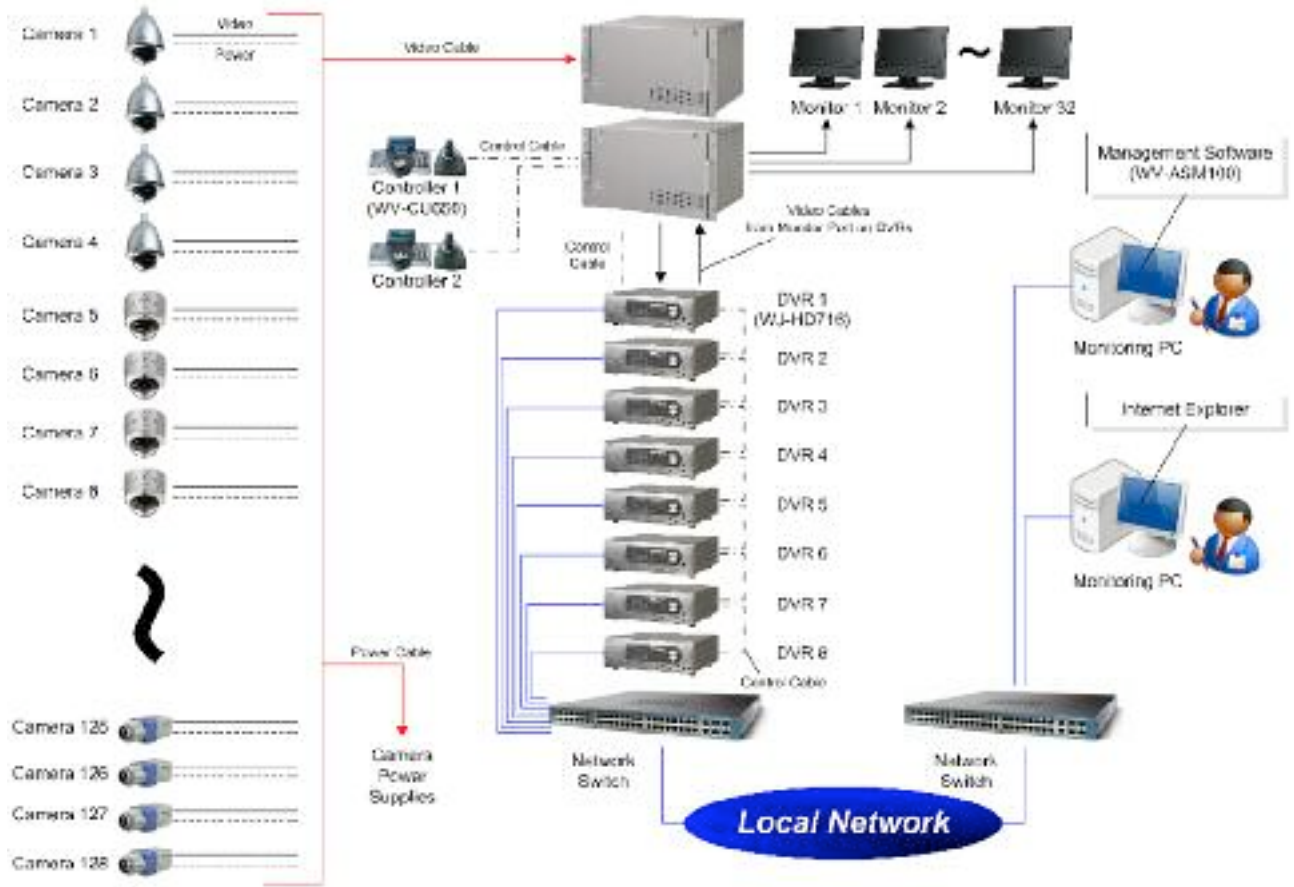 Camera 1
Video
Power
Camera 2
Camera 3
Camera 4
Camera 5
Camera 6
Camera 7
Camera 8
Camera 125
Camera 126
Camera 127
Camera 128
Video Cable
Power Cable
Camera
Power
Supplies
Control Cable
Controller 1
(WV-CU650)
Controller 2
Monitor 1
Monitor 2
Monitor 32
Video Cables
from Monitor Port on DVRs
Control
Cable
DVR 1
(WJ-HD716)
DVR 2
DVR 3
DVR 4
DVR 5
DVR 6
DVR 7
DVR 8
Control Cable
Network
Switch
Network
Switch
Local Network
Management Software
(WV-ASM100)
Monitoring PC
Internet Explorer
Monitoring PC